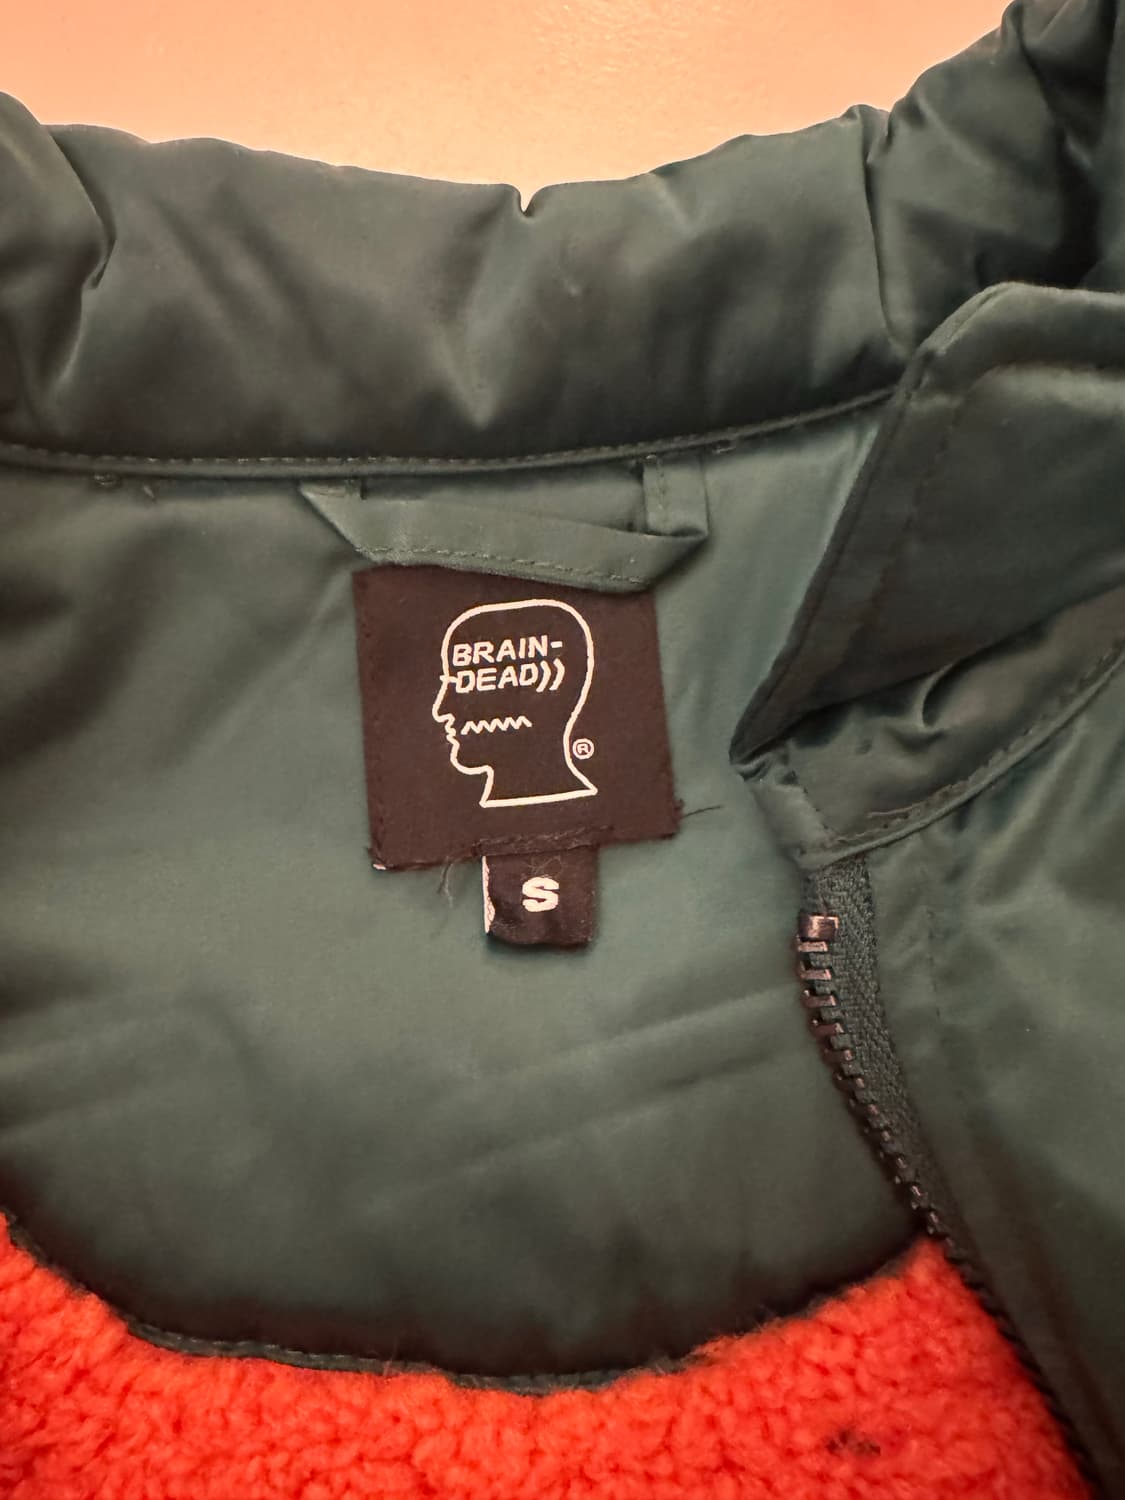 BRAIN-
DEAD))
®
S